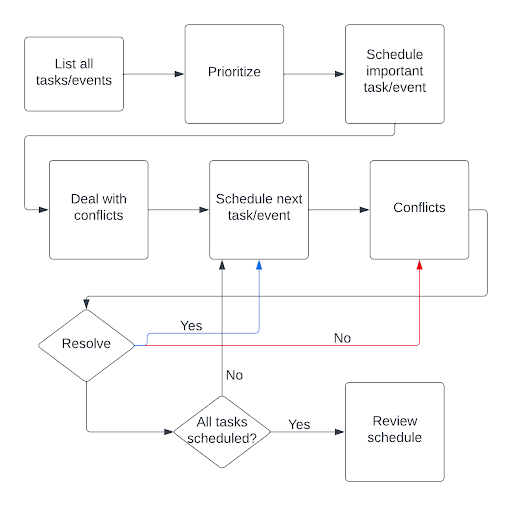 List all
tasks/events
Prioritize
Schedule
important
task/event
Deal with
conflicts
Schedule next
task/event
Conflicts
Resolve
Yes
No
No
All tasks
scheduled?
Yes
Review
schedule